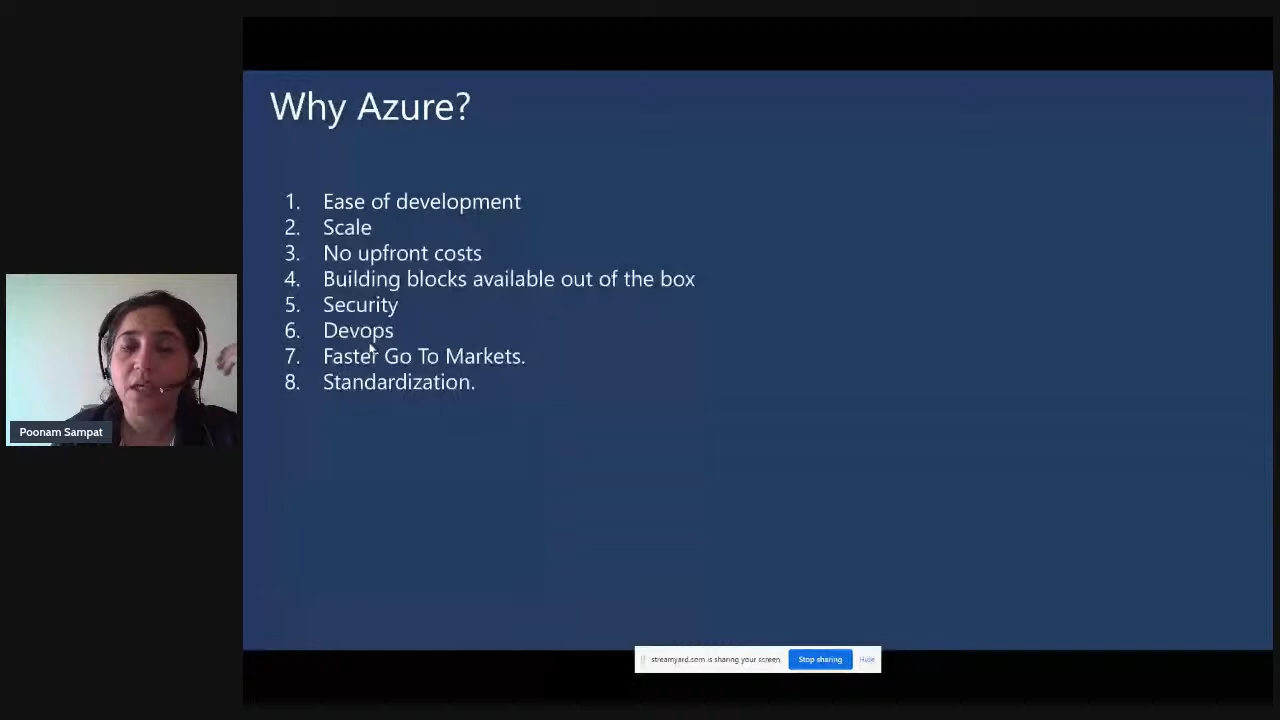 Why Azure?
1. Ease of development
2. Scale
3. No upfront costs
4. Building blocks available out of the box
5. Security
6. Devops
7. Faster Go To Markets.
8. Standardization.
Poonam Sampat
streamyard.com is sharing your screen
Stop sharing
Hide